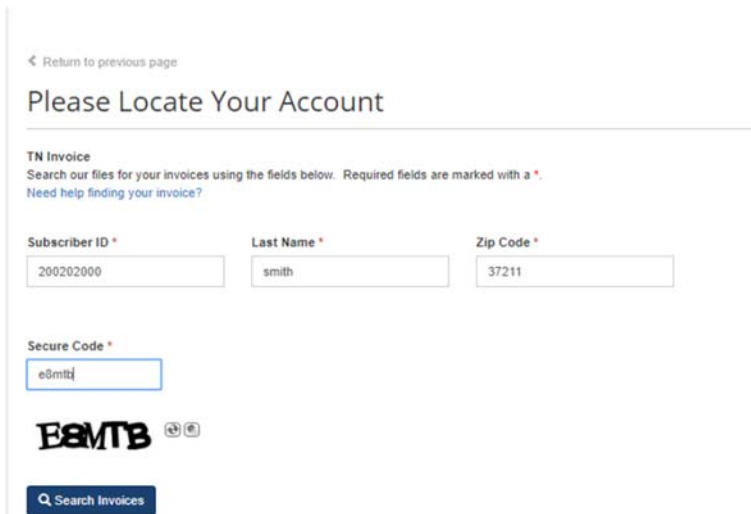 Return to previous page
Please Locate Your Account
TN Invoice
Search our files for your invoices using the fields below. Required fields are marked with a *.
Need help finding your invoice?
Subscriber ID * Last Name * Zip Code *
200202000 smith 37211
Secure Code *
e8mtb
E8MTB
Search Invoices